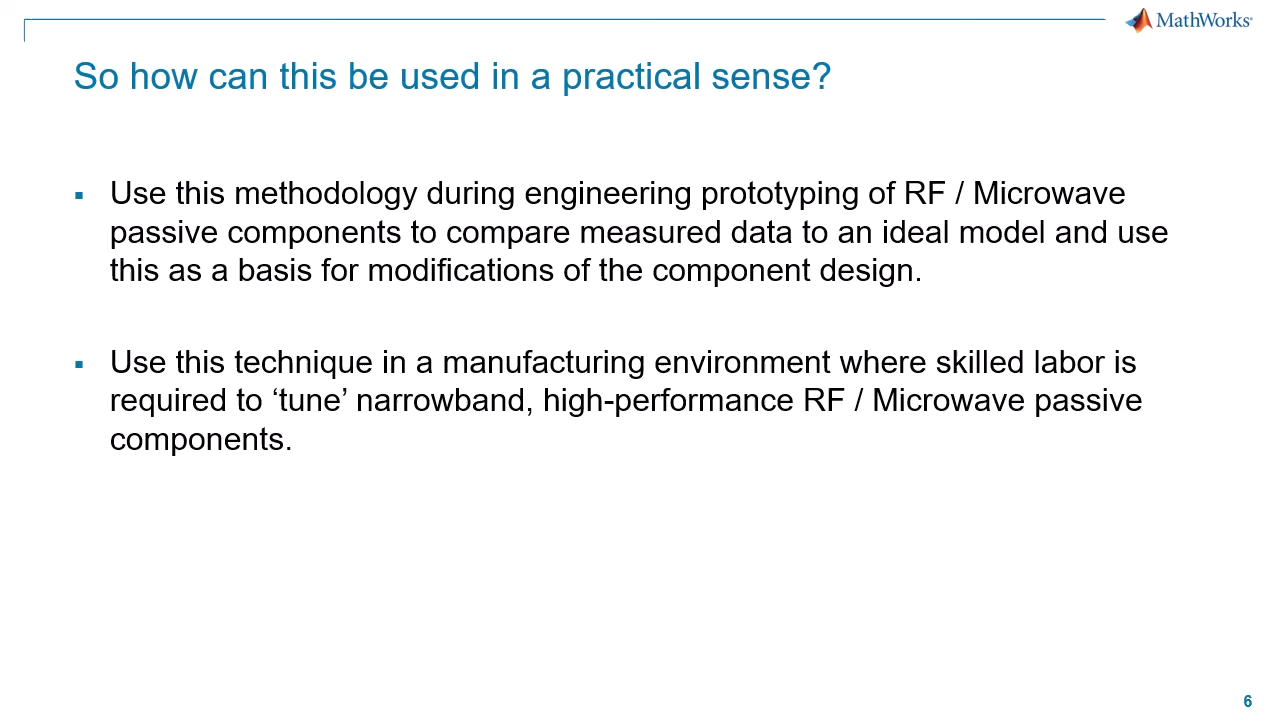 MathWorks
So how can this be used in a practical sense?
▪ Use this methodology during engineering prototyping of RF / Microwave
passive components to compare measured data to an ideal model and use
this as a basis for modifications of the component design.
▪ Use this technique in a manufacturing environment where skilled labor is
required to ‘tune’ narrowband, high-performance RF / Microwave passive
components.
6